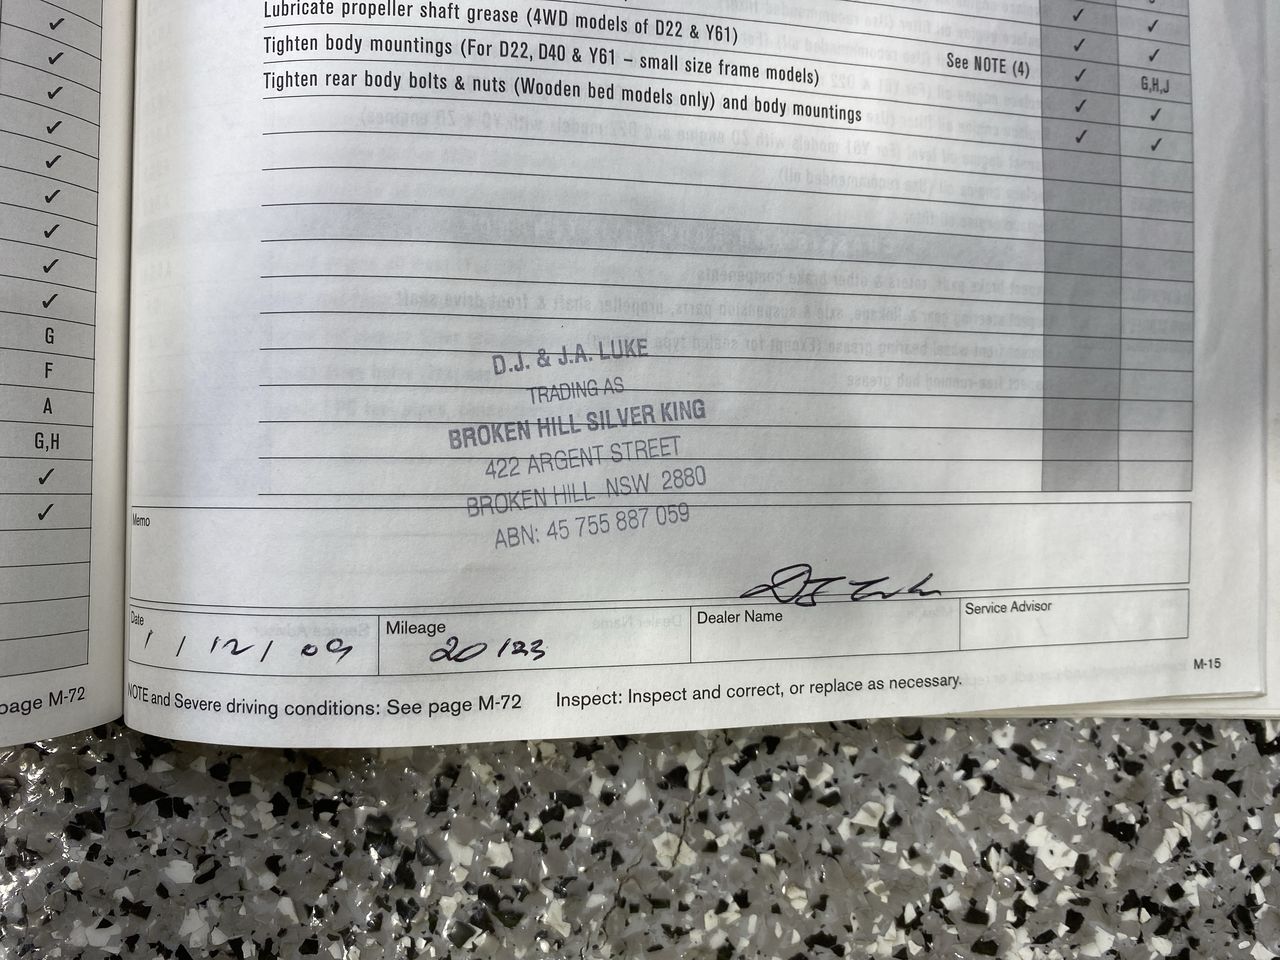 Lubricate propeller shaft grease (4WD models of D22 & Y61) ✓ ✓
Tighten body mountings (For D22, D40 & Y61 – small size frame models) See NOTE (4) ✓ G,H,J
Tighten rear body bolts & nuts (Wooden bed models only) and body mountings ✓ ✓
✓ ✓
✓
✓
✓
✓
✓
✓
✓
✓
✓
G
F
A
G,H
✓
✓
D.J. & J.A. LUKE
TRADING AS
BROKEN HILL SILVER KING
422 ARGENT STREET
BROKEN HILL NSW 2880
ABN: 45 755 887 059
Memo
Date
1 / 12 / 09
Mileage
20123
Dealer Name
Service Advisor
M-15
page M-72
NOTE and Severe driving conditions: See page M-72 Inspect: Inspect and correct, or replace as necessary.